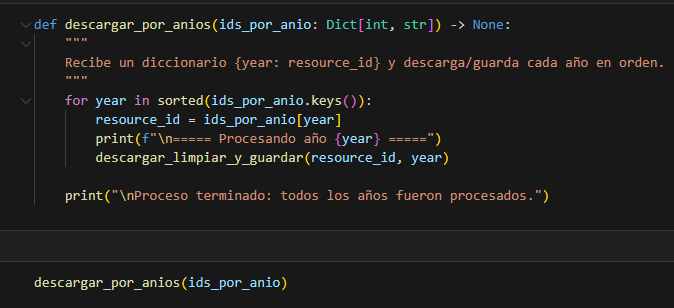 def descargar_por_anios(ids_por_anio: Dict[int, str]) -> None:
    """
    Recibe un diccionario {year: resource_id} y descarga/guarda cada año en orden.
    """
    for year in sorted(ids_por_anio.keys()):
        resource_id = ids_por_anio[year]
        print(f"\n===== Procesando año {year} =====")
        descargar_limpiar_y_guardar(resource_id, year)
    print("\nProceso terminado: todos los años fueron procesados.")
descargar_por_anios(ids_por_anio)